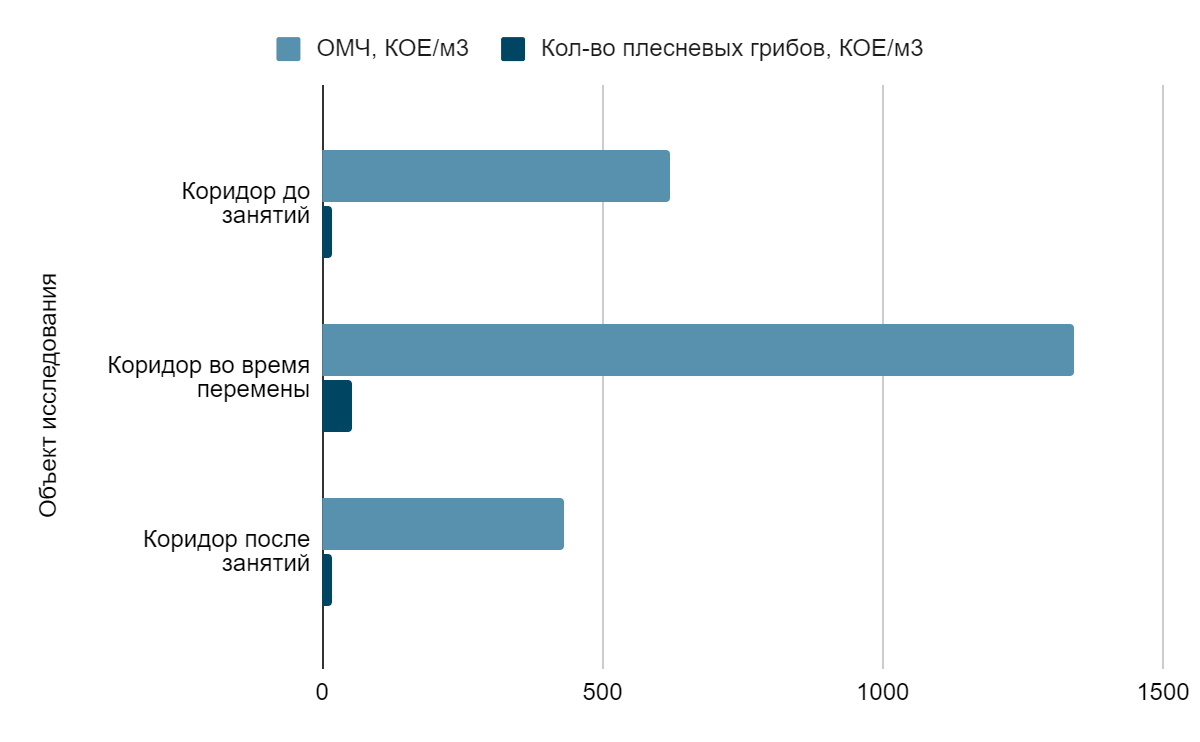 ОМЧ, КОЕ/м3
Кол-во плесневых грибов, КОЕ/м3
Объект исследования
Коридор до
занятий
Коридор во время
перемены
Коридор после
занятий
0
500
1000
1500